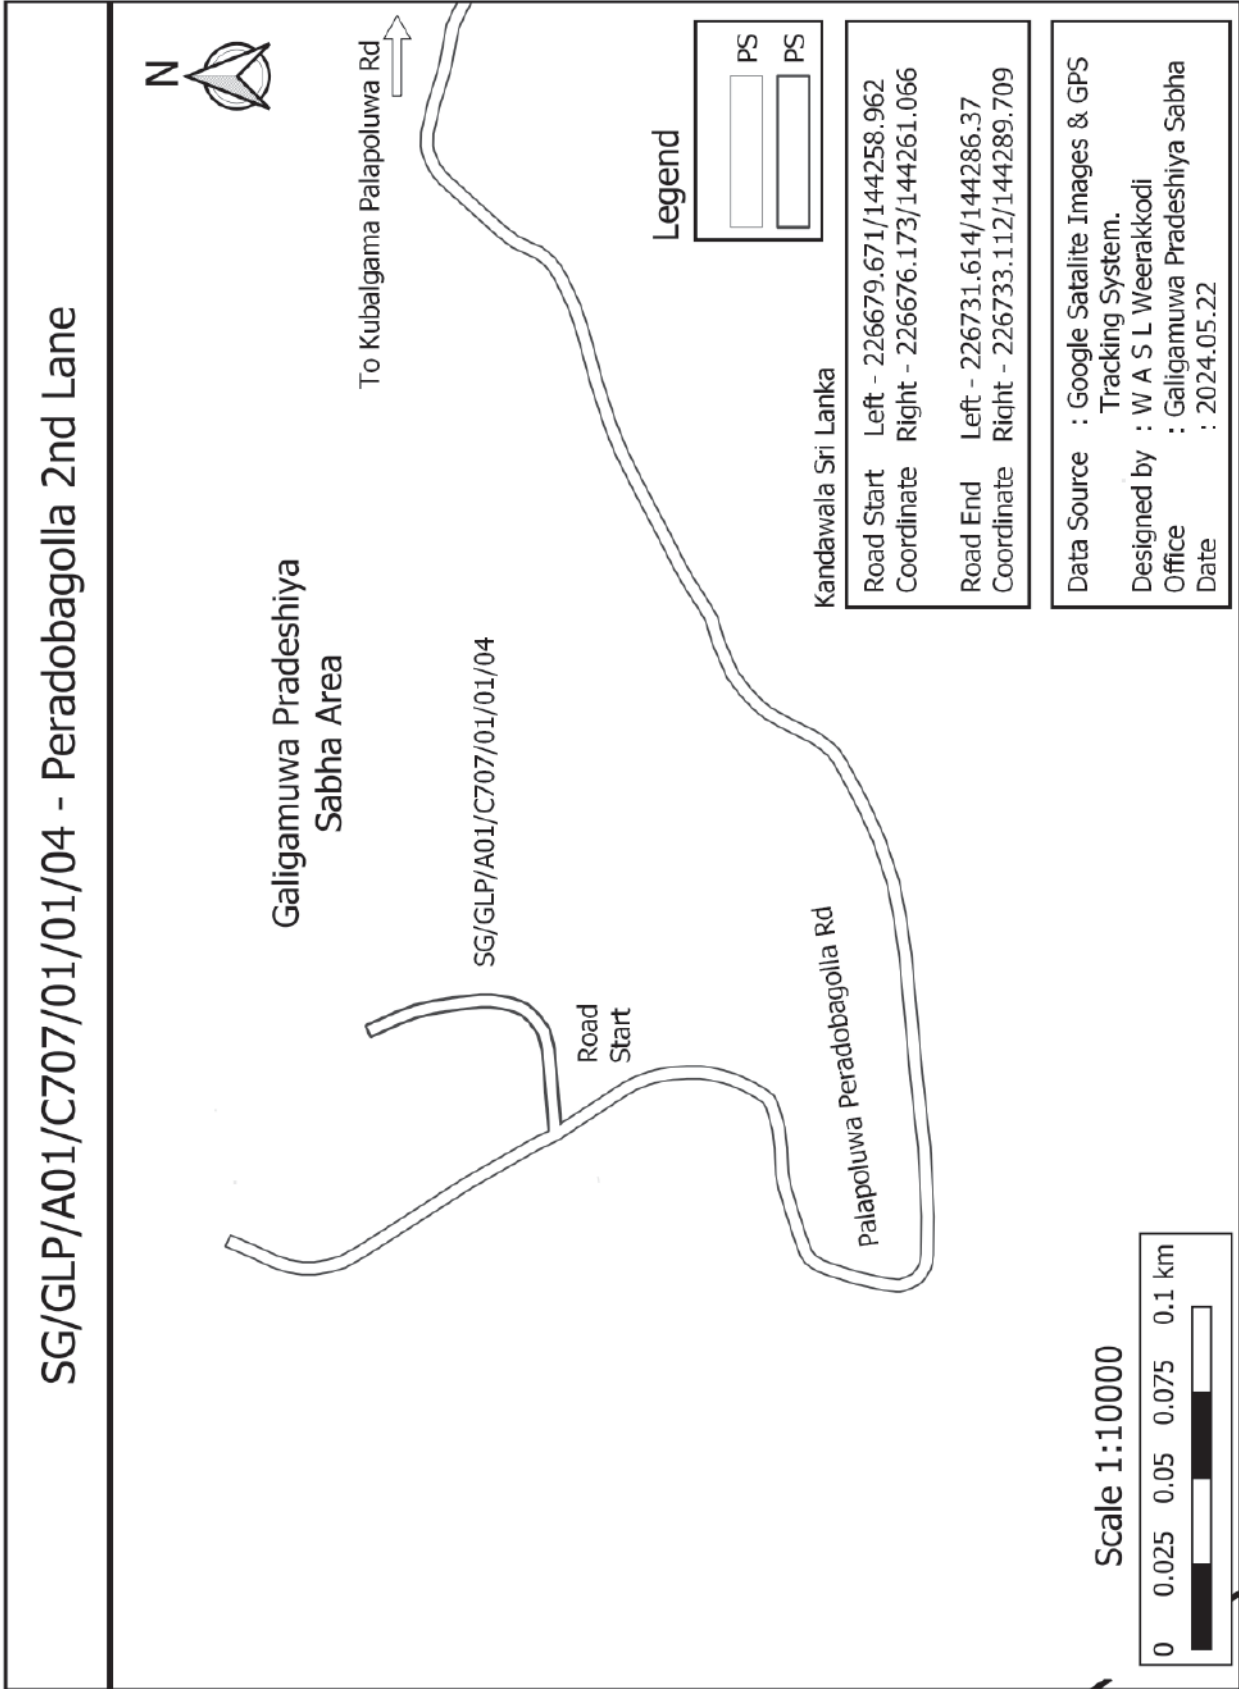 SG/GLP/A01/C707/01/01/04 - Peradobagolla 2nd Lane
N
Galigamuwa Pradeshiya
Sabha Area
To Kubalgama Palapoluwa Rd
SG/GLP/A01/C707/01/01/04
Road
Start
Palapoluwa Peradobagolla Rd
Legend
PS
PS
Kandawala Sri Lanka
Road Start Left - 226679.671/144258.962
Coordinate Right - 226676.173/144261.066
Road End Left - 226731.614/144286.37
Coordinate Right - 226733.112/144289.709
Data Source : Google Satalite Images & GPS
Tracking System.
Designed by : W A S L Weerakkodi
Office : Galigamuwa Pradeshiya Sabha
Date : 2024.05.22
Scale 1:10000
0 0.025 0.05 0.075 0.1 km